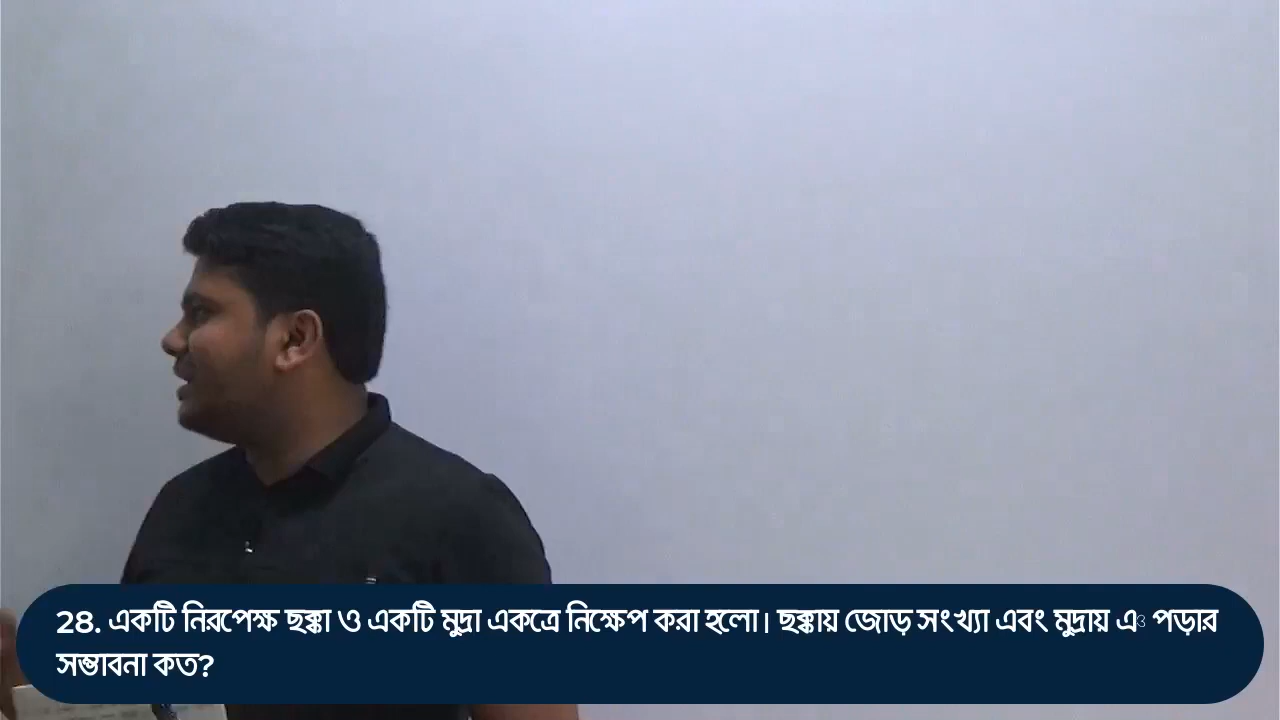 28. একটি নিরপেক্ষ ছক্কা ও একটি মুদ্রা একত্রে নিক্ষেপ করা হলো। ছক্কায় জোড় সংখ্যা এবং মুদ্রায় এ পড়ার
সম্ভাবনা কত?